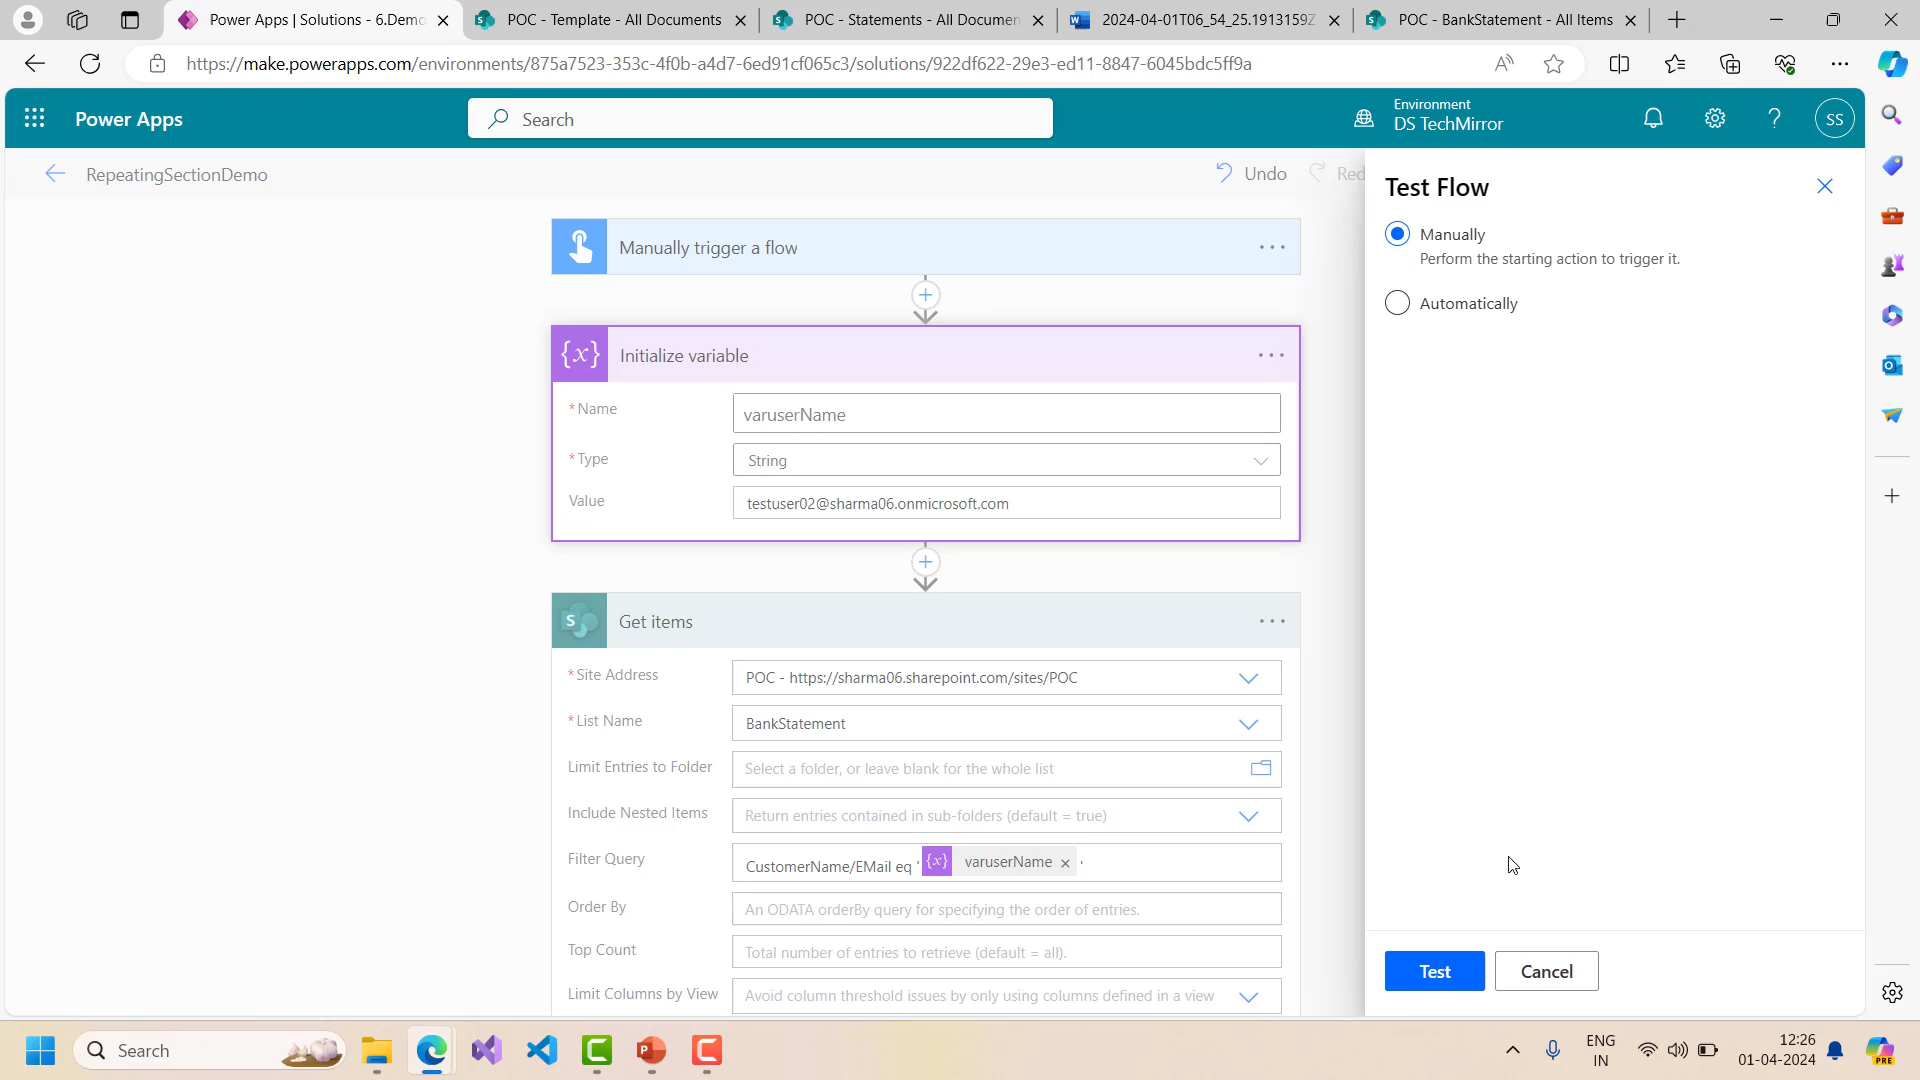 Power Apps | Solutions - 6.Demo
POC - Template - All Documents
POC - Statements - All Documen
2024-04-01T06_54_25.1913159Z
POC - BankStatement - All Items
https://make.powerapps.com/environments/875a7523-353c-4f0b-a4d7-6ed91cf065c3/solutions/922df622-29e3-ed11-8847-6045bdc5ff9a
Power Apps
Search
Environment
DS TechMirror
SS
RepeatingSectionDemo
Undo
Red
Manually trigger a flow
{x} Initialize variable
* Name
varuserName
* Type
String
Value
testuser02@sharma06.onmicrosoft.com
Get items
* Site Address
POC - https://sharma06.sharepoint.com/sites/POC
* List Name
BankStatement
Limit Entries to Folder
Select a folder, or leave blank for the whole list
Include Nested Items
Return entries contained in sub-folders (default = true)
Filter Query
CustomerName/EMail eq ' {x} varuserName × '
Order By
An ODATA orderBy query for specifying the order of entries.
Top Count
Total number of entries to retrieve (default = all).
Limit Columns by View
Avoid column threshold issues by only using columns defined in a view
Test Flow
Manually
Perform the starting action to trigger it.
Automatically
Test
Cancel
Search
ENG
IN
12:26
01-04-2024
PRE